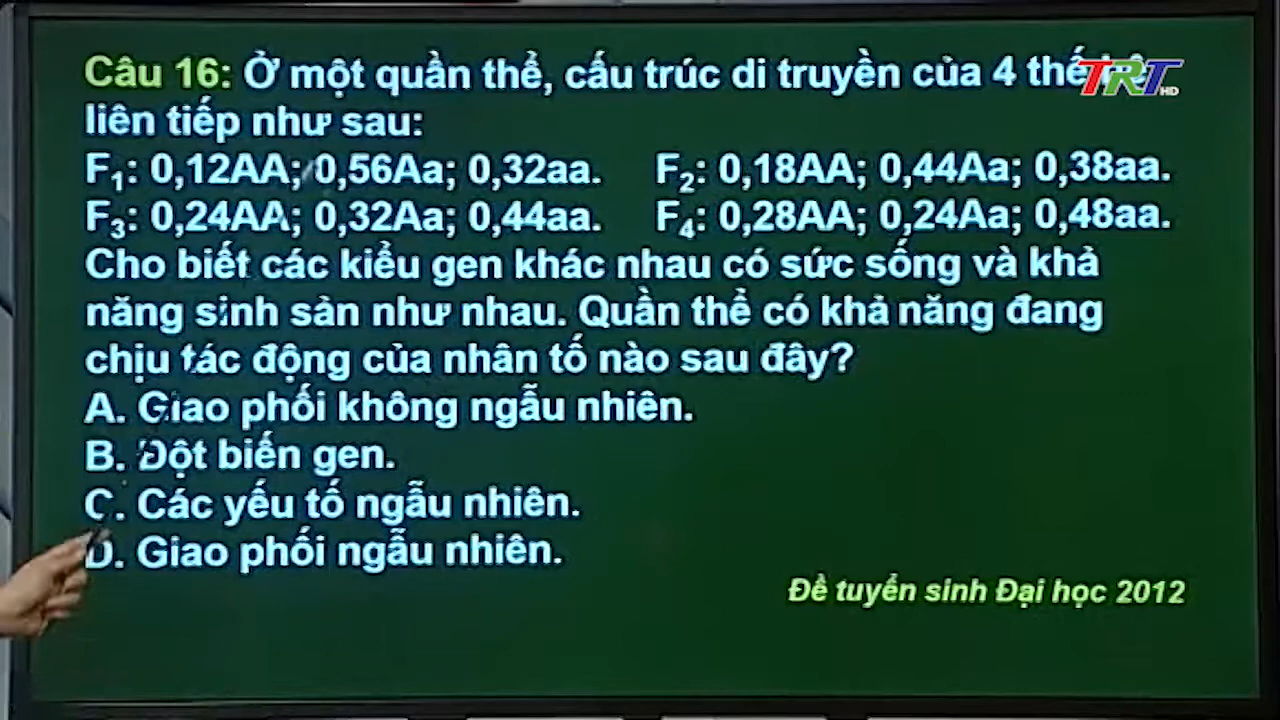 Câu 16: Ở một quần thể, cấu trúc di truyền của 4 thế
TRT HD
liên tiếp như sau:
F₁: 0,12AA; 0,56Aa; 0,32aa. F₂: 0,18AA; 0,44Aa; 0,38aa.
F₃: 0,24AA; 0,32Aa; 0,44aa. F₄: 0,28AA; 0,24Aa; 0,48aa.
Cho biết các kiểu gen khác nhau có sức sống và khả
năng sinh sản như nhau. Quần thể có khả năng đang
chịu tác động của nhân tố nào sau đây?
A. Giao phối không ngẫu nhiên.
B. Đột biến gen.
C. Các yếu tố ngẫu nhiên.
D. Giao phối ngẫu nhiên.
Đề tuyển sinh Đại học 2012